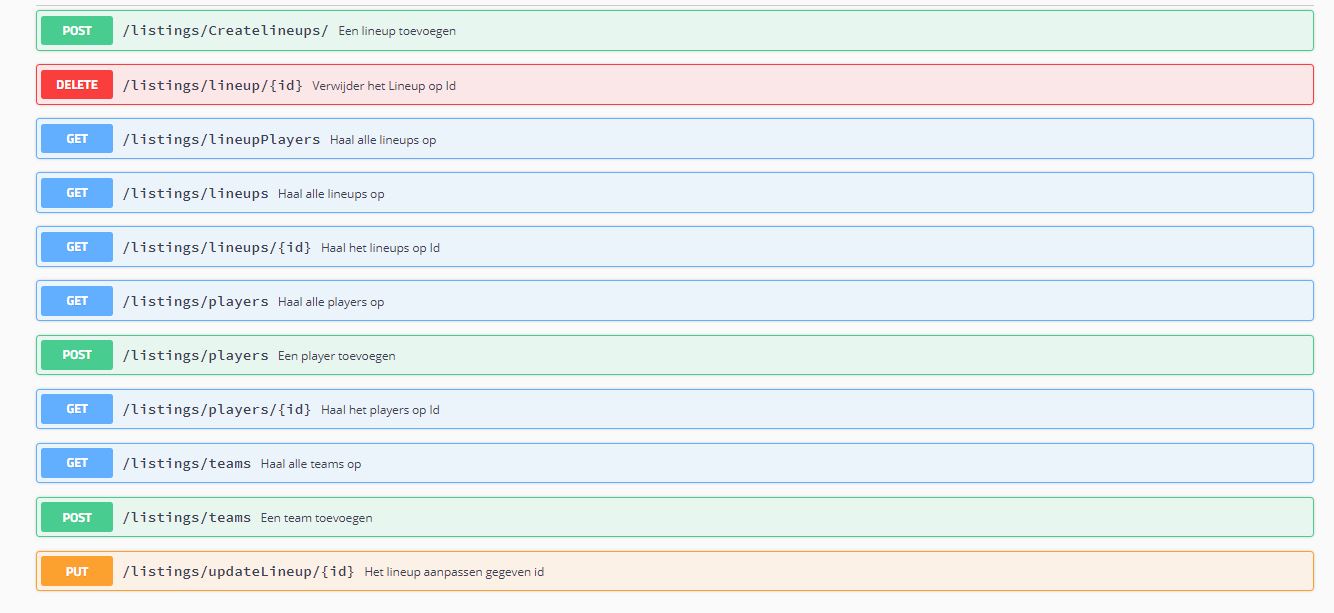 POST /listings/Createlineups/ Een lineup toevoegen
DELETE /listings/lineup/{id} Verwijder het Lineup op Id
GET /listings/lineupPlayers Haal alle lineups op
GET /listings/lineups Haal alle lineups op
GET /listings/lineups/{id} Haal het lineups op Id
GET /listings/players Haal alle players op
POST /listings/players Een player toevoegen
GET /listings/players/{id} Haal het players op Id
GET /listings/teams Haal alle teams op
POST /listings/teams Een team toevoegen
PUT /listings/updateLineup/{id} Het lineup aanpassen gegeven id